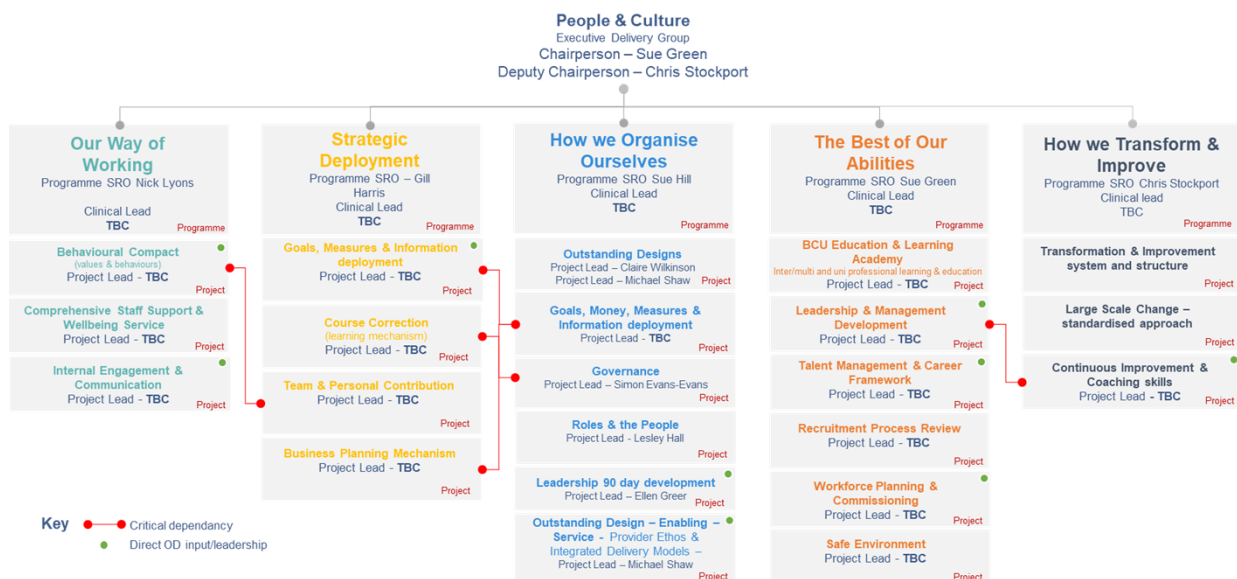 People & Culture
Executive Delivery Group
Chairperson – Sue Green
Deputy Chairperson – Chris Stockport
Our Way of
Working
Programme SRO Nick Lyons
Clinical Lead
TBC
Programme
Behavioural Compact
(values & behaviours)
Project Lead - TBC
Project
Comprehensive Staff Support &
Wellbeing Service
Project Lead - TBC
Project
Internal Engagement &
Communication
Project Lead - TBC
Project
Strategic
Deployment
Programme SRO – Gill
Harris
Clinical Lead
TBC
Programme
Goals, Measures & Information
deployment
Project Lead - TBC
Project
Course Correction
(learning mechanism)
Project Lead - TBC
Project
Team & Personal Contribution
Project Lead - TBC
Project
Business Planning Mechanism
Project Lead - TBC
Project
How we Organise
Ourselves
Programme SRO Sue Hill
Clinical Lead
TBC
Programme
Outstanding Designs
Project Lead – Claire Wilkinson
Project Lead – Michael Shaw
Project
Goals, Money, Measures &
Information deployment
Project Lead - TBC
Project
Governance
Project Lead – Simon Evans-Evans
Project
Roles & the People
Project Lead - Lesley Hall
Project
Leadership 90 day development
Project Lead – Ellen Greer
Project
Outstanding Design – Enabling –
Service - Provider Ethos &
Integrated Delivery Models –
Project Lead – Michael Shaw
Project
The Best of Our
Abilities
Programme SRO Sue Green
Clinical Lead
TBC
Programme
BCU Education & Learning
Academy
Inter/multi and uni professional learning & education
Project Lead - TBC
Project
Leadership & Management
Development
Project Lead - TBC
Project
Talent Management & Career
Framework
Project Lead - TBC
Project
Recruitment Process Review
Project Lead - TBC
Project
Workforce Planning &
Commissioning
Project Lead - TBC
Project
Safe Environment
Project Lead - TBC
Project
How we Transform &
Improve
Programme SRO Chris Stockport
Clinical lead
TBC
Programme
Transformation & Improvement
system and structure
Project
Large Scale Change –
standardised approach
Project
Continuous Improvement &
Coaching skills
Project Lead - TBC
Project
Key
Critical dependancy
Direct OD input/leadership